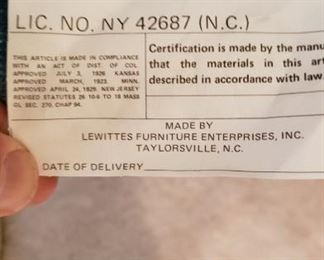 LIC. NO. NY 42687 (N.C.)
THIS ARTICLE IS MADE IN COMPLIANCE
WITH AN ACT OF DIST. OF COL.
APPROVED JULY 3, 1926 KANSAS
APPROVED MARCH, 1923. MINN.
APPROVED APRIL 24, 1929. NEW JERSEY
REVISED STATUTES 26 10-6 TO 18 MASS
GL. SEC. 270, CHAP 94.
Certification is made by the manu
that the materials in this art
described in accordance with law
MADE BY
LEWITTES FURNITURE ENTERPRISES, INC.
TAYLORSVILLE, N.C.
DATE OF DELIVERY